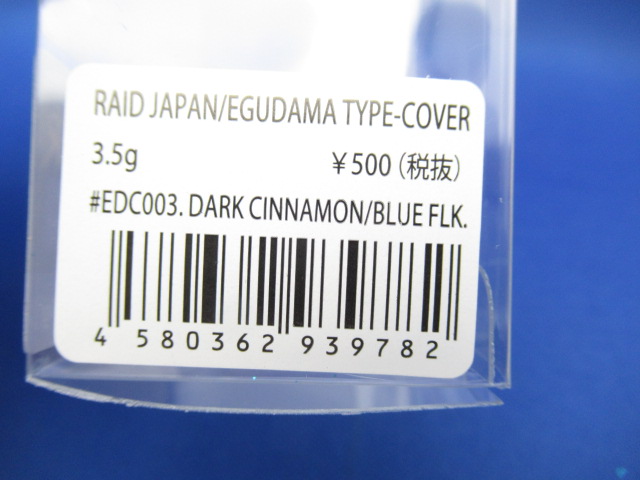 RAID JAPAN/EGUDAMA TYPE-COVER
3.5g ￥500（税抜）
#EDC003. DARK CINNAMON/BLUE FLK.
4 580362 939782